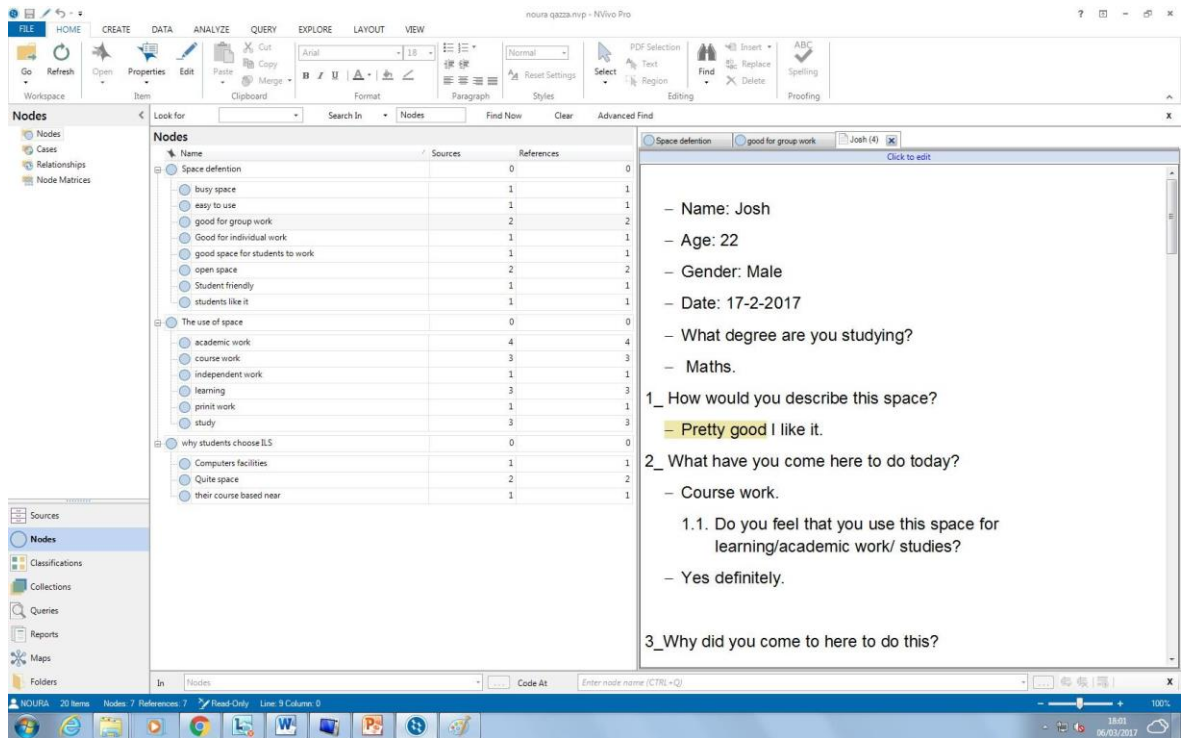 noura qazza.nvp - NVivo Pro
FILE HOME CREATE DATA ANALYZE QUERY EXPLORE LAYOUT VIEW
Go Refresh Open Properties Edit Paste Cut Copy Merge Arial 18 Normal Reset Settings Select PDF Selection Text Region Find Insert Replace Delete ABC Spelling
B I U A
Workspace Item Clipboard Format Paragraph Styles Editing Proofing
Nodes
Nodes
Cases
Relationships
Node Matrices
Sources
Nodes
Classifications
Collections
Queries
Reports
Maps
Folders
Look for Search In Nodes Find Now Clear Advanced Find x
Nodes
Name Sources References
Space defention 0 0
busy space 1 1
easy to use 1 1
good for group work 2 2
Good for individual work 1 1
good space for students to work 1 1
open space 2 2
Student friendly 1 1
students like it 1 1
The use of space 0 0
academic work 4 4
course work 3 3
independent work 1 1
learning 3 3
prinit work 1 1
study 3 3
why students choose ILS 0 0
Computers facilities 1 1
Quite space 2 2
their course based near 1 1
Space defention good for group work Josh (4)
Click to edit
– Name: Josh
– Age: 22
– Gender: Male
– Date: 17-2-2017
– What degree are you studying?
– Maths.
1_ How would you describe this space?
– Pretty good I like it.
2_ What have you come here to do today?
– Course work.
1.1. Do you feel that you use this space for
learning/academic work/ studies?
– Yes definitely.
3_Why did you come to here to do this?
In Nodes Code At Enter node name (CTRL+Q) x
NOURA 20 Items Nodes: 7 References: 7 Read-Only Line: 9 Column: 0 100%
18:01
06/03/2017